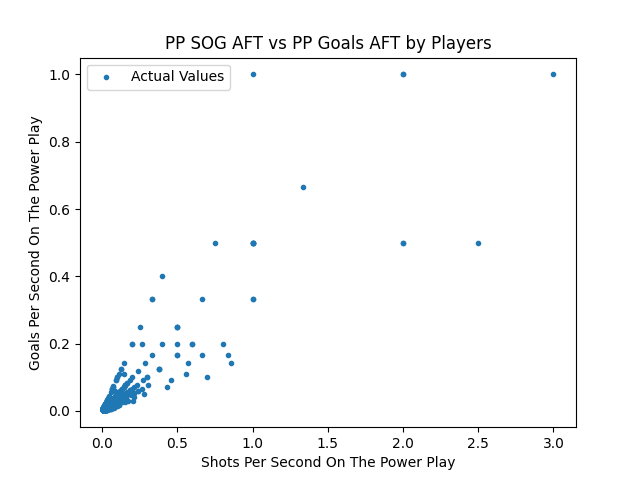 PP SOG AFT vs PP Goals AFT by Players
Actual Values
1.0
0.8
0.6
0.4
0.2
0.0
Goals Per Second On The Power Play
0.0 0.5 1.0 1.5 2.0 2.5 3.0
Shots Per Second On The Power Play